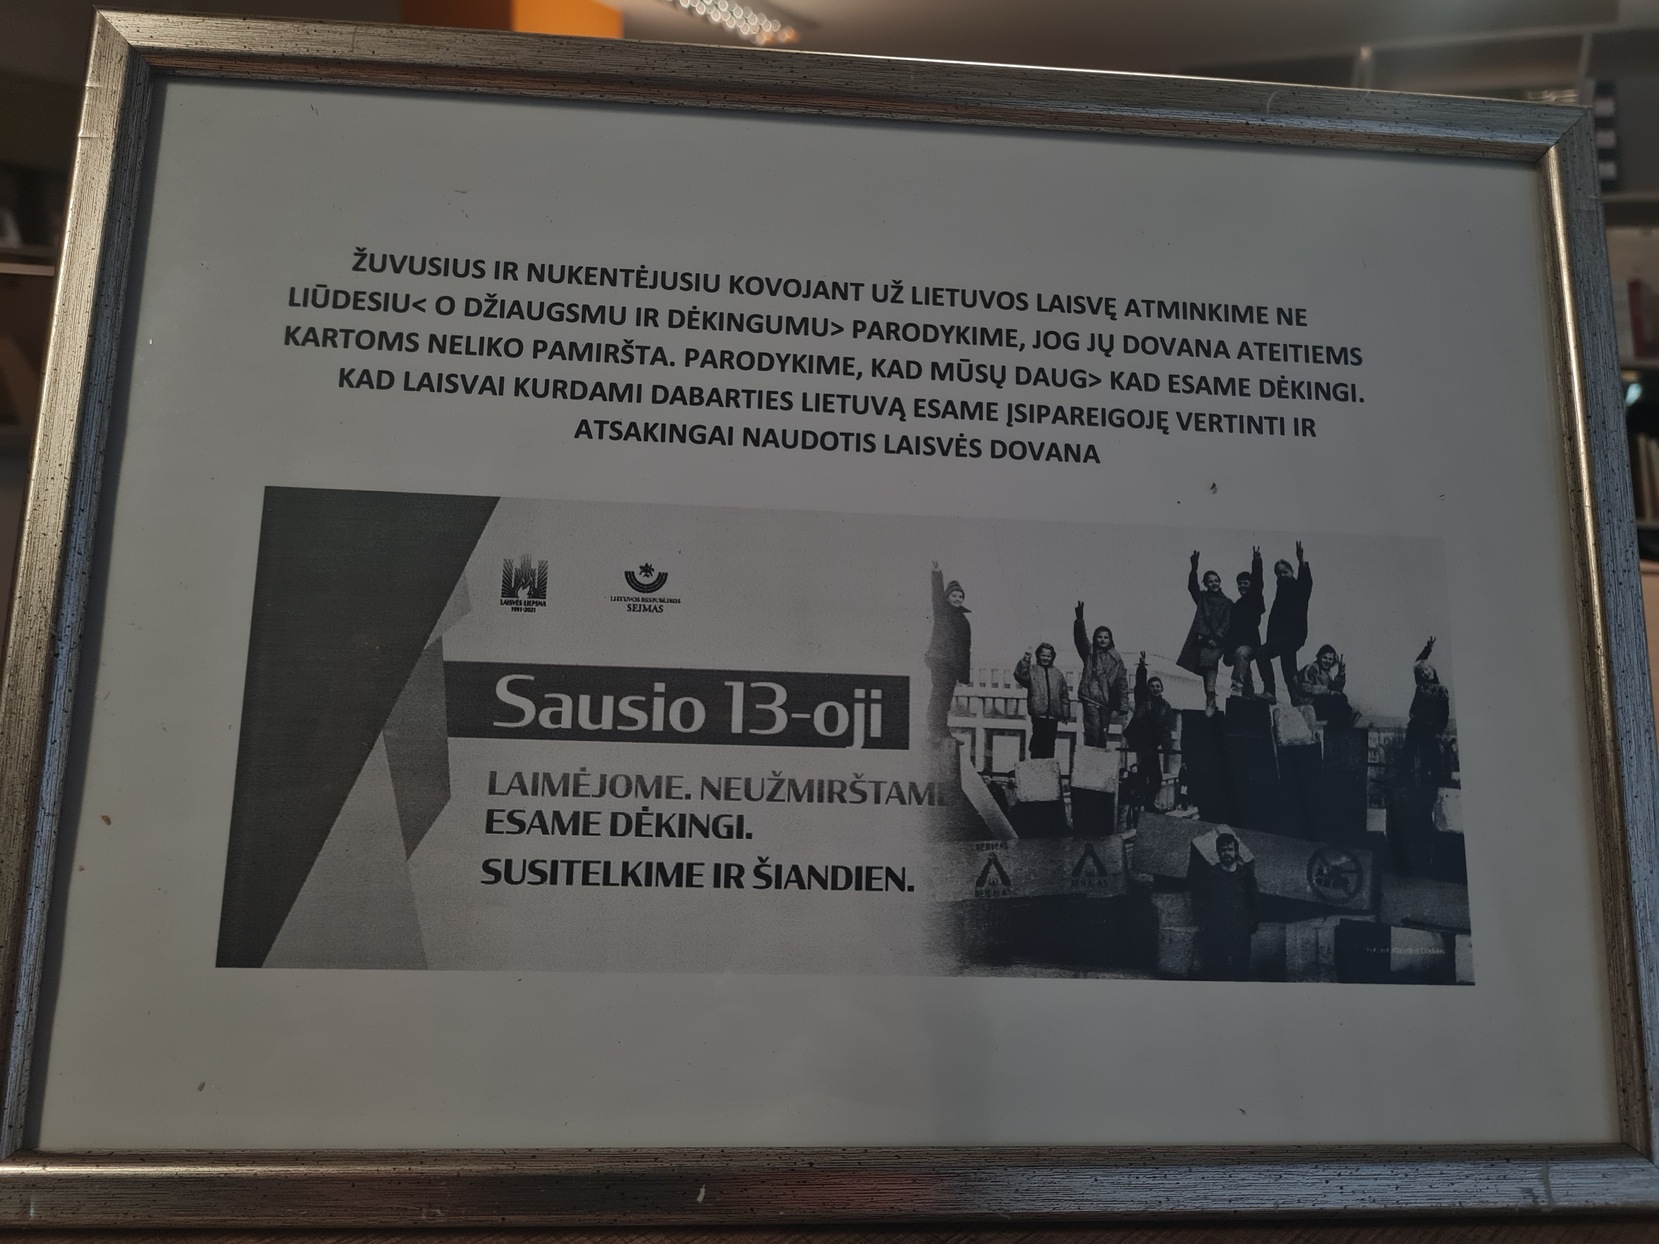 ŽUVUSIUS IR NUKENTĖJUSIU KOVOJANT UŽ LIETUVOS LAISVĘ ATMINKIME NE
LIŪDESIU< O DŽIAUGSMU IR DĖKINGUMU> PARODYKIME, JOG JŲ DOVANA ATEITIEMS
KARTOMS NELIKO PAMIRŠTA. PARODYKIME, KAD MŪSŲ DAUG> KAD ESAME DĖKINGI.
KAD LAISVAI KURDAMI DABARTIES LIETUVĄ ESAME ĮSIPAREIGOJĘ VERTINTI IR
ATSAKINGAI NAUDOTIS LAISVĖS DOVANA
LAISVĖS LIEPSNA
1991-2021
LIETUVOS RESPUBLIKOS
SEIMAS
Sausio 13-oji
LAIMĖJOME. NEUŽMIRŠTAME
ESAME DĖKINGI.
SUSITELKIME IR ŠIANDIEN.